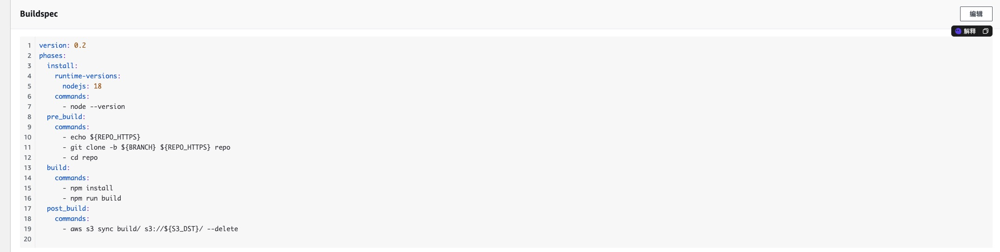 Buildspec
编辑
解释
1 version: 0.2
2 phases:
3   install:
4     runtime-versions:
5       nodejs: 18
6     commands:
7       - node --version
8   pre_build:
9     commands:
10       - echo ${REPO_HTTPS}
11       - git clone -b ${BRANCH} ${REPO_HTTPS} repo
12       - cd repo
13   build:
14     commands:
15       - npm install
16       - npm run build
17   post_build:
18     commands:
19       - aws s3 sync build/ s3://${S3_DST}/ --delete
20